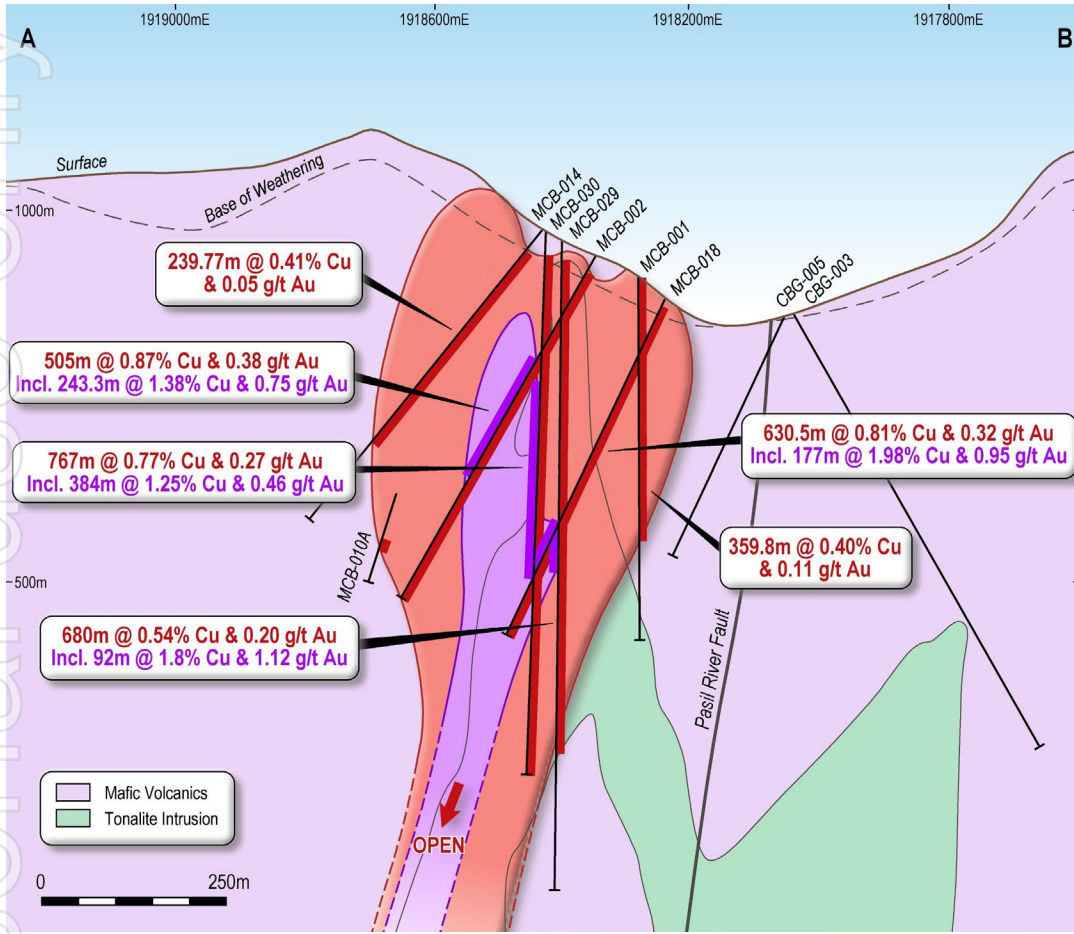 1919000mE
1918600mE
1918200mE
1917800mE
A
B
Surface
Base of Weathering
MCB-014
MCB-030
MCB-029
MCB-002
MCB-001
MCB-018
CBG-005
CBG-003
1000m
239.77m @ 0.41% Cu
& 0.05 g/t Au
505m @ 0.87% Cu & 0.38 g/t Au
Incl. 243.3m @ 1.38% Cu & 0.75 g/t Au
767m @ 0.77% Cu & 0.27 g/t Au
Incl. 384m @ 1.25% Cu & 0.46 g/t Au
630.5m @ 0.81% Cu & 0.32 g/t Au
Incl. 177m @ 1.98% Cu & 0.95 g/t Au
359.8m @ 0.40% Cu
& 0.11 g/t Au
MCB-010A
500m
680m @ 0.54% Cu & 0.20 g/t Au
Incl. 92m @ 1.8% Cu & 1.12 g/t Au
Pasil River Fault
OPEN
Mafic Volcanics
Tonalite Intrusion
0
250m